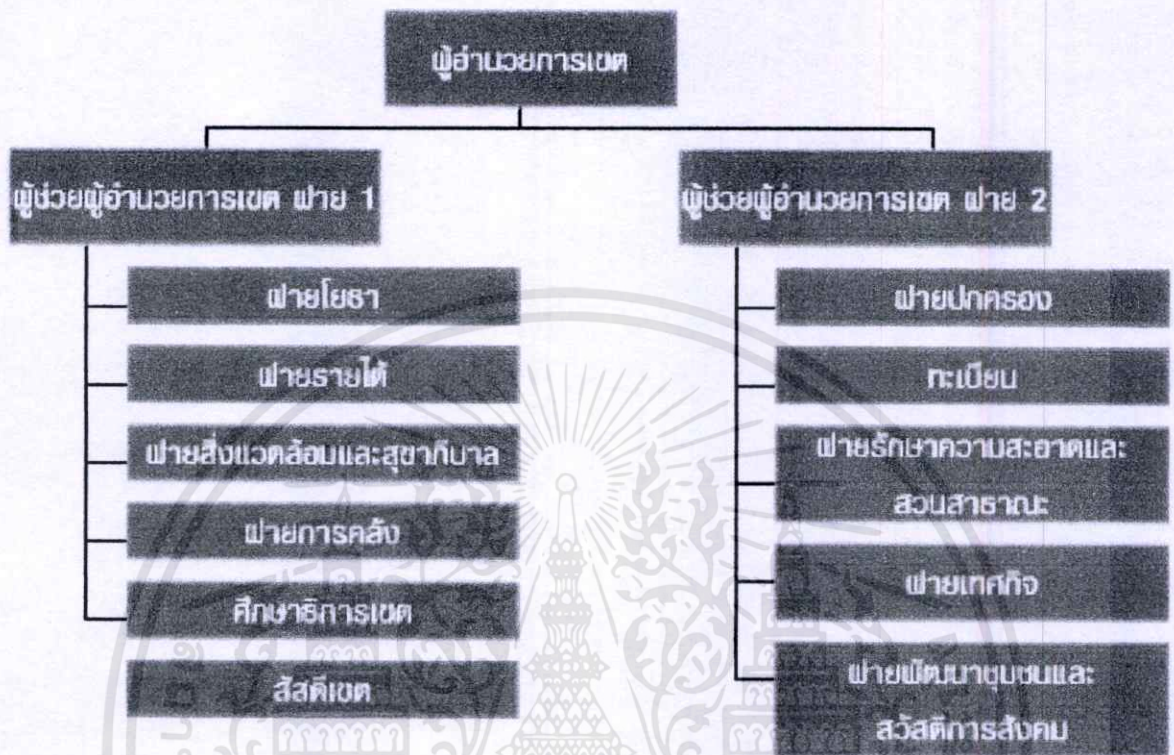 ผู้อำนวยการเขต
ผู้ช่วยผู้อำนวยการเขต ฝ่าย 1
ฝ่ายโยธา
ฝ่ายรายได้
ฝ่ายสิ่งแวดล้อมและสุขาภิบาล
ฝ่ายการคลัง
ศึกษาธิการเขต
สัสดีเขต
ผู้ช่วยผู้อำนวยการเขต ฝ่าย 2
ฝ่ายปกครอง
ทะเบียน
ฝ่ายรักษาความสะอาดและ
สวนสาธารณะ
ฝ่ายเทศกิจ
ฝ่ายพัฒนาชุมชนและ
สวัสดิการสังคม